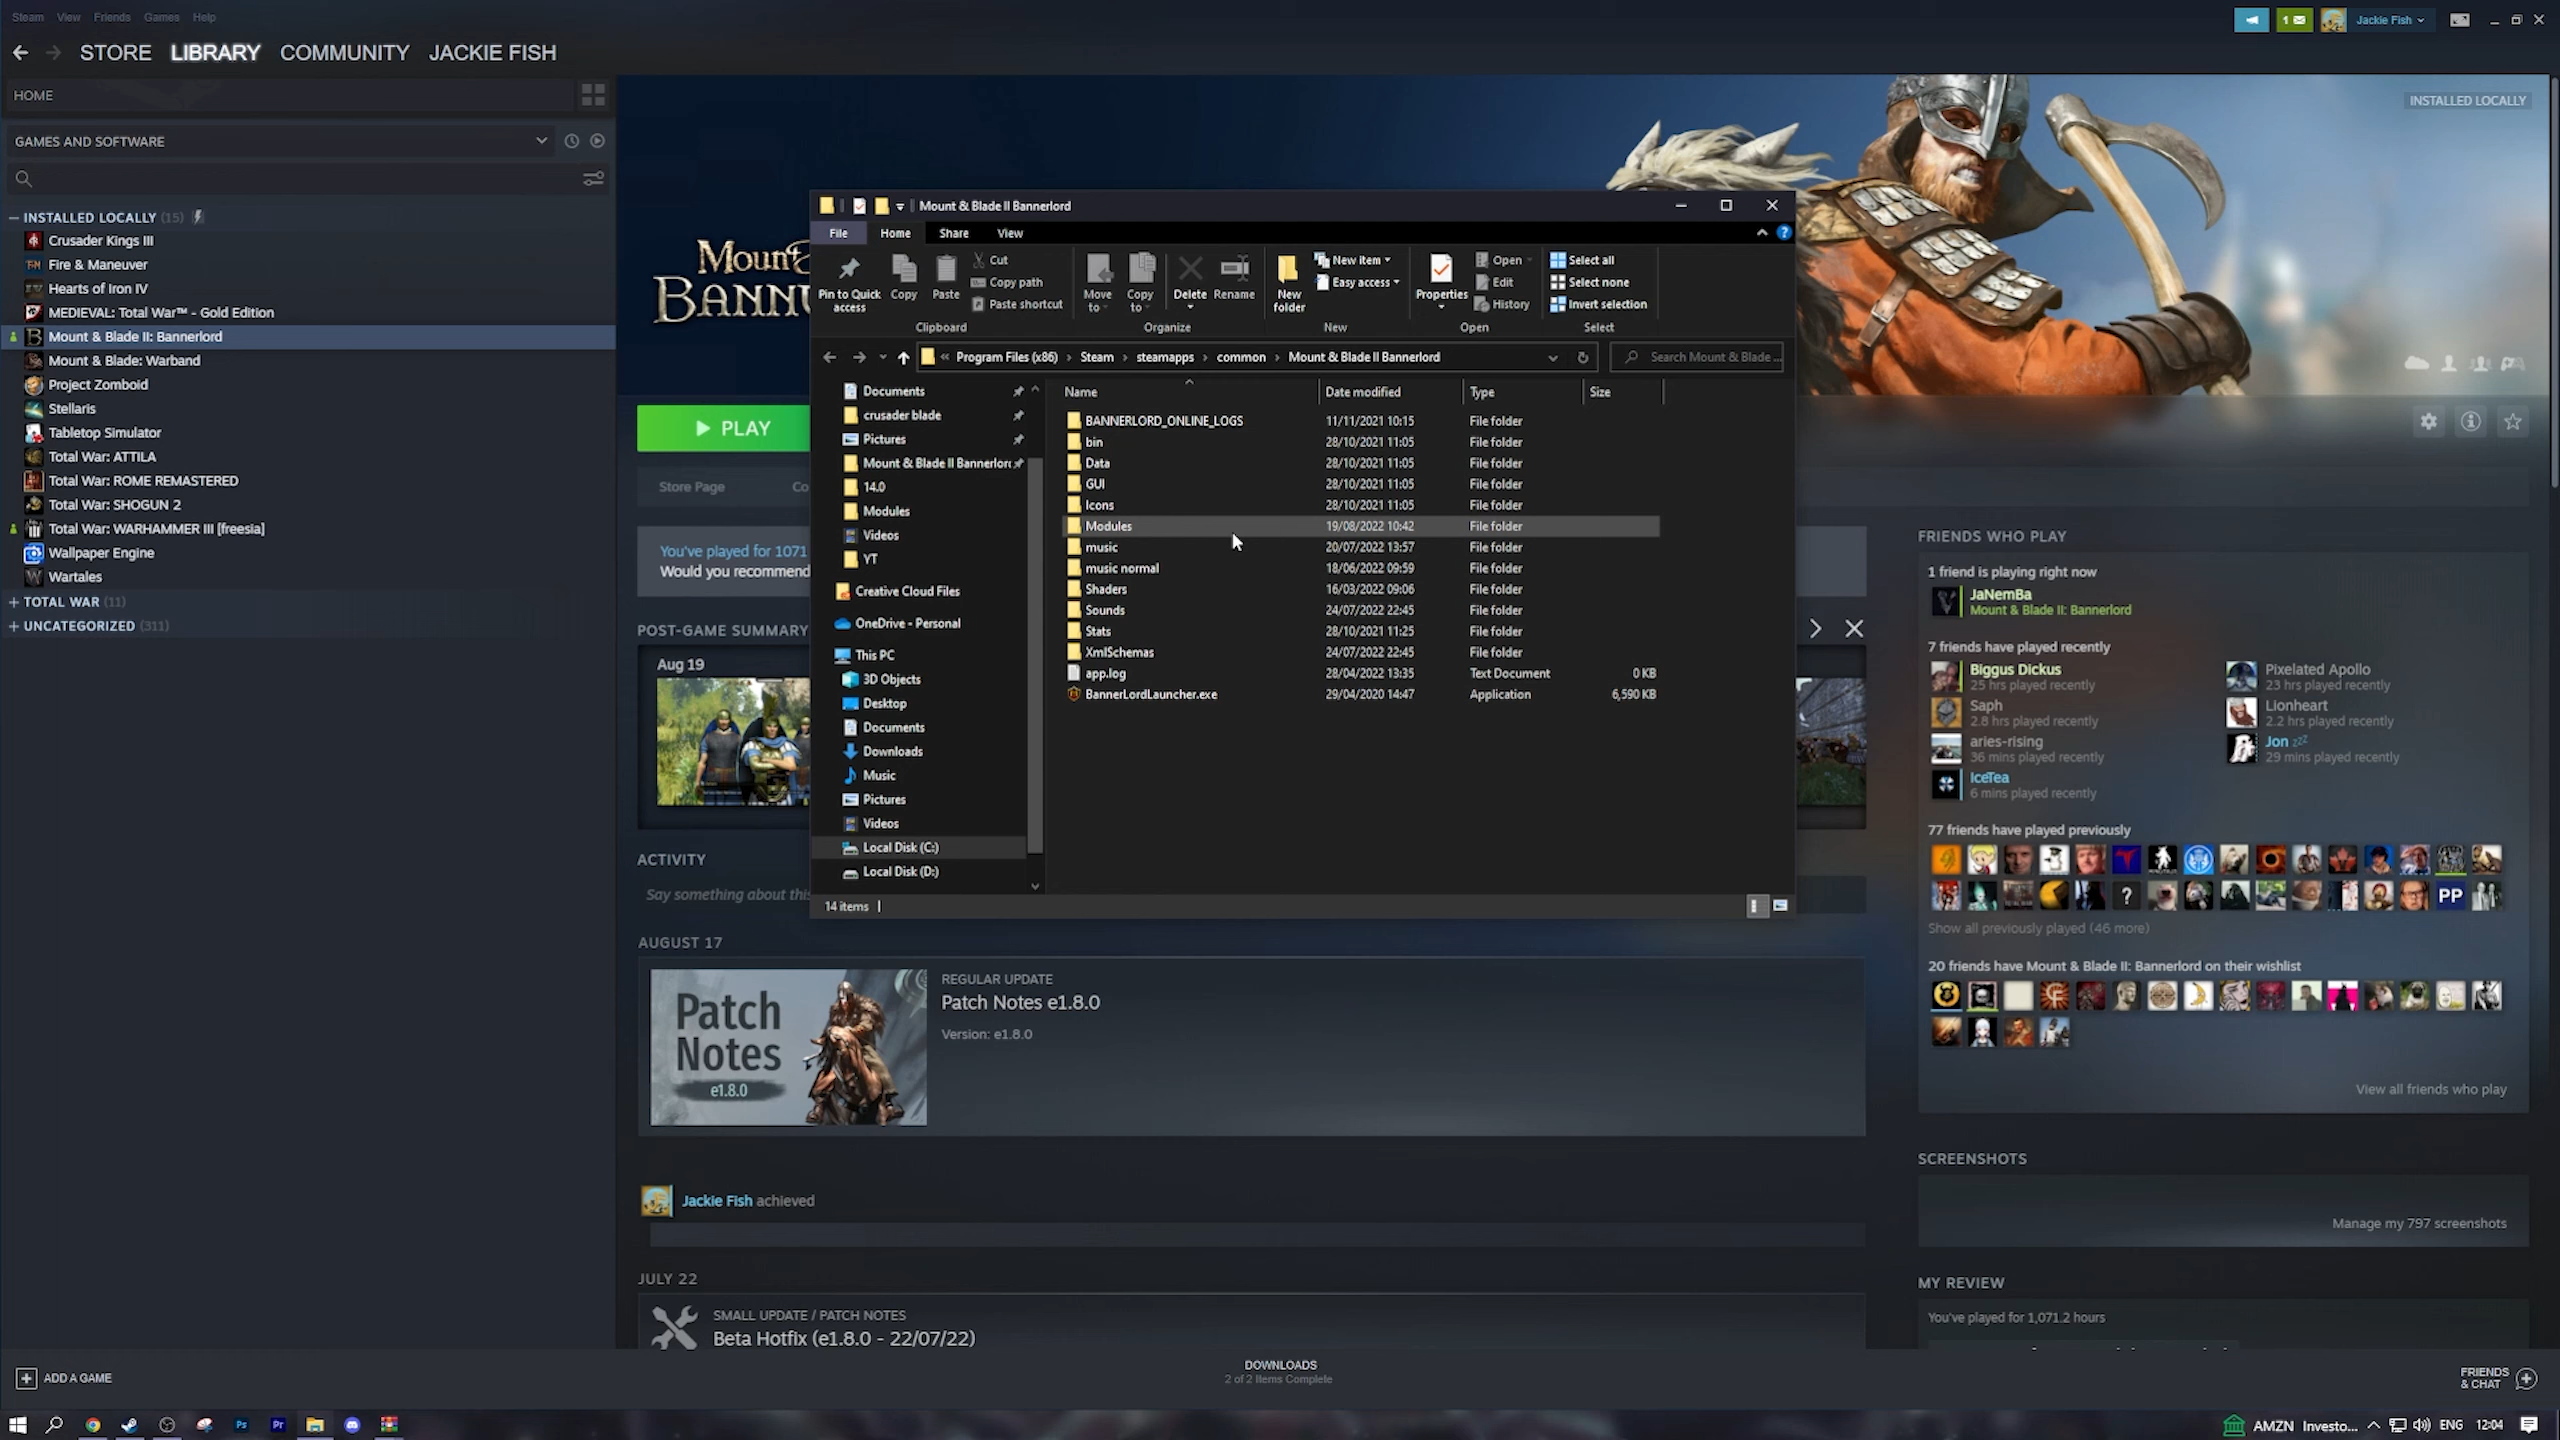 Steam View Friends Games Help
1
Jackie Fish
STORE LIBRARY COMMUNITY JACKIE FISH
HOME
GAMES AND SOFTWARE
INSTALLED LOCALLY (15)
Crusader Kings III
Fire & Maneuver
Hearts of Iron IV
MEDIEVAL: Total War™ - Gold Edition
Mount & Blade II: Bannerlord
Mount & Blade: Warband
Project Zomboid
Stellaris
Tabletop Simulator
Total War: ATTILA
Total War: ROME REMASTERED
Total War: SHOGUN 2
Total War: WARHAMMER III [freesia]
Wallpaper Engine
Wartales
TOTAL WAR (11)
UNCATEGORIZED (311)
ADD A GAME
INSTALLED LOCALLY
PLAY
Store Page
You've played for 1071
Would you recommend
POST-GAME SUMMARY
Aug 19
ACTIVITY
Say something about this
Mount & Blade II Bannerlord
File Home Share View
Pin to Quick access
Copy
Paste
Cut
Copy path
Paste shortcut
Clipboard
Move to
Copy to
Delete
Rename
Organize
New folder
New item
Easy access
New
Properties
Open
Edit
History
Open
Select all
Select none
Invert selection
Select
« Program Files (x86) › Steam › steamapps › common › Mount & Blade II Bannerlord
Search Mount & Blade ...
Documents
crusader blade
Pictures
Mount & Blade II Bannerlord
14.0
Modules
Videos
YT
Creative Cloud Files
OneDrive - Personal
This PC
3D Objects
Desktop
Documents
Downloads
Music
Pictures
Videos
Local Disk (C:)
Local Disk (D:)
Name Date modified Type Size
BANNERLORD_ONLINE_LOGS 11/11/2021 10:15 File folder
bin 28/10/2021 11:05 File folder
Data 28/10/2021 11:05 File folder
GUI 28/10/2021 11:05 File folder
Icons 28/10/2021 11:05 File folder
Modules 19/08/2022 10:42 File folder
music 20/07/2022 13:57 File folder
music normal 18/06/2022 09:59 File folder
Shaders 16/03/2022 09:06 File folder
Sounds 24/07/2022 22:45 File folder
Stats 28/10/2021 11:25 File folder
XmlSchemas 24/07/2022 22:45 File folder
app.log 28/04/2022 13:35 Text Document 0 KB
BannerLordLauncher.exe 29/04/2020 14:47 Application 6,590 KB
14 items
AUGUST 17
Patch Notes e1.8.0
REGULAR UPDATE
Patch Notes e1.8.0
Version: e1.8.0
Jackie Fish achieved
JULY 22
SMALL UPDATE / PATCH NOTES
Beta Hotfix (e1.8.0 - 22/07/22)
FRIENDS WHO PLAY
1 friend is playing right now
JaNemBa
Mount & Blade II: Bannerlord
7 friends have played recently
Biggus Dickus
25 hrs played recently
Pixelated Apollo
23 hrs played recently
Saph
2.8 hrs played recently
Lionheart
2.2 hrs played recently
aries-rising
36 mins played recently
Jon zzz
29 mins played recently
IceTea
6 mins played recently
77 friends have played previously
PP
Show all previously played (46 more)
20 friends have Mount & Blade II: Bannerlord on their wishlist
View all friends who play
SCREENSHOTS
Manage my 797 screenshots
MY REVIEW
You've played for 1,071.2 hours
DOWNLOADS
2 of 2 Items Complete
FRIENDS & CHAT
Ps
Pr
AMZN Investo... ENG 12:04